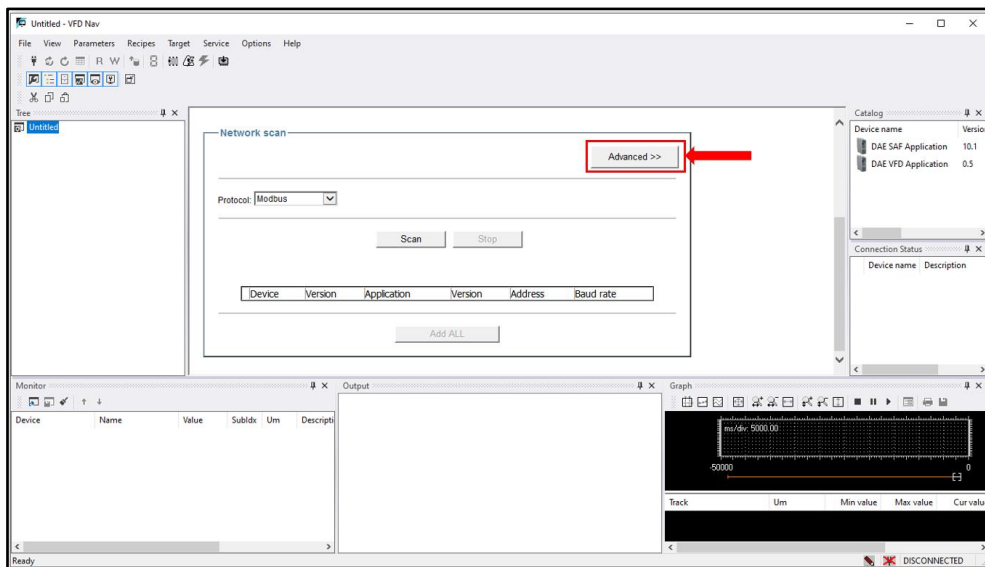 Untitled - VFD Nav
File View Parameters Recipes Target Service Options Help
R W
Tree
Untitled
Network scan
Advanced >>
Protocol: Modbus
Scan Stop
Device Version Application Version Address Baud rate
Add ALL
Catalog
Device name Versio
DAE SAF Application 10.1
DAE VFD Application 0.5
Connection Status
Device name Description
Monitor
Device Name Value SubIdx Um Descripti
Output
Graph
ms/div: 5000.00
-50000 0
Track Um Min value Max value Cur valu
Ready
DISCONNECTED